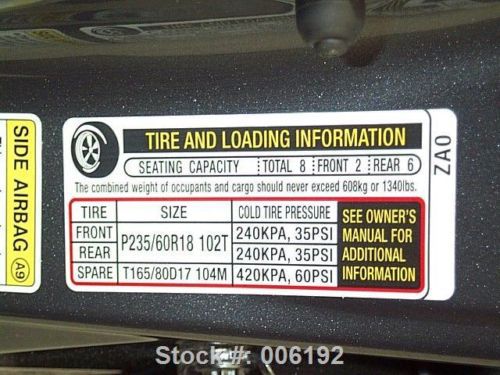 TIRE AND LOADING INFORMATION
SEATING CAPACITY TOTAL 8 FRONT 2 REAR 6
The combined weight of occupants and cargo should never exceed 608kg or 1340lbs.
TIRE SIZE COLD TIRE PRESSURE
FRONT P235/60R18 102T 240KPA, 35PSI
REAR 240KPA, 35PSI
SPARE T165/80D17 104M 420KPA, 60PSI
SEE OWNER'S
MANUAL FOR
ADDITIONAL
INFORMATION
ZA0
SIDE AIRBAG
A9
Stock #: 006192